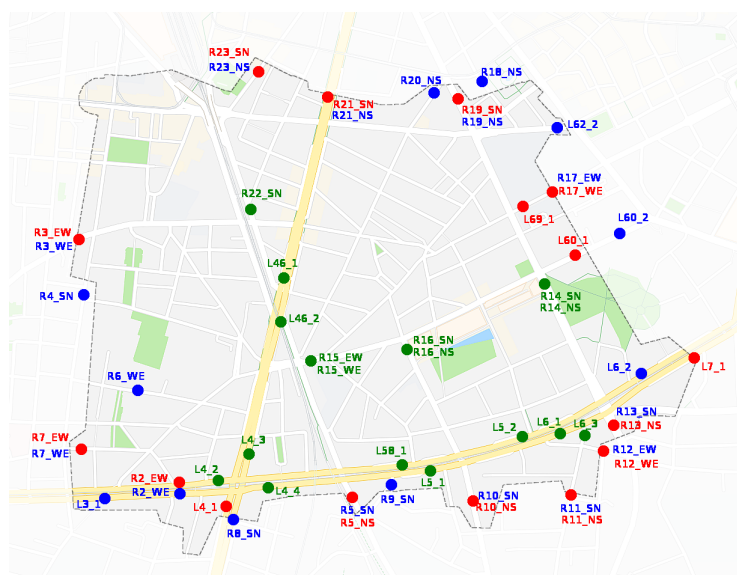 R23_SN
R23_NS
R20_NS
R18_NS
R21_SN
R21_NS
R19_SN
R19_NS
L62_2
R17_EW
R17_WE
R22_SN
L69_1
L60_2
R3_EW
R3_WE
L60_1
L46_1
R4_SN
R14_SN
R14_NS
L46_2
R16_SN
R16_NS
R15_EW
R15_WE
L7_1
L6_2
R6_WE
R13_SN
R13_NS
L6_1
L6_3
L5_2
R7_EW
R7_WE
L4_3
R12_EW
R12_WE
L58_1
L4_2
L5_1
R2_EW
R2_WE
L4_4
R9_SN
L3_1
L4_1
R5_SN
R5_NS
R10_SN
R10_NS
R11_SN
R11_NS
R8_SN